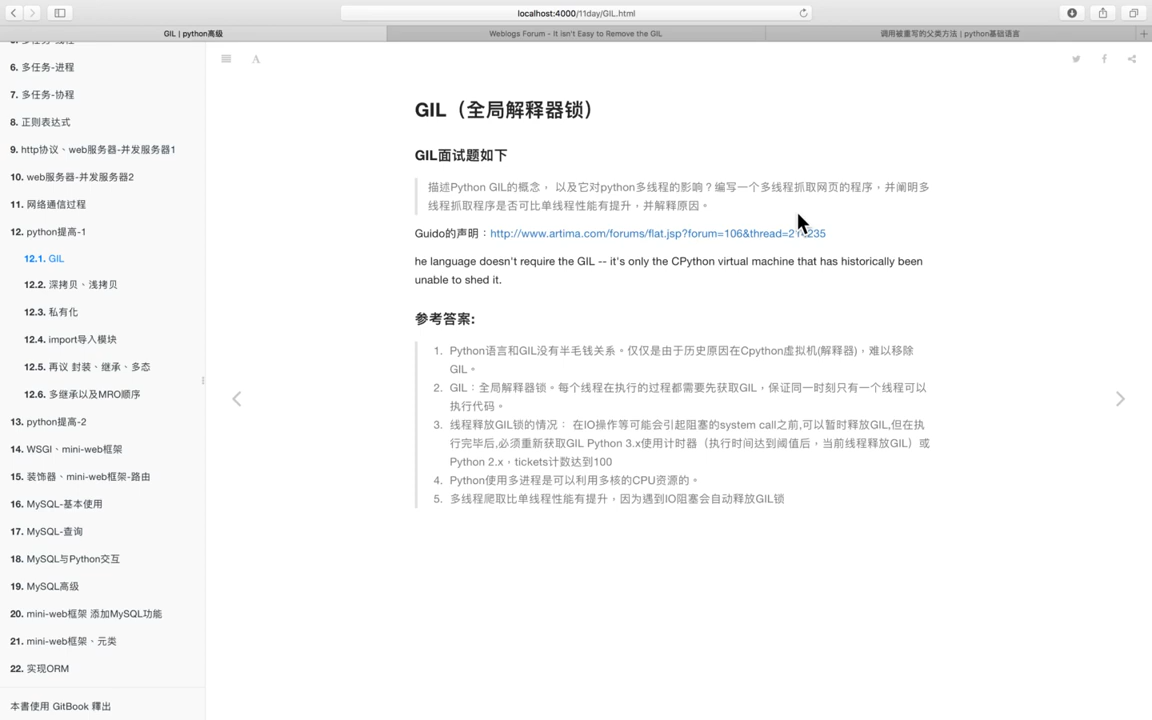 localhost:4000/11day/GIL.html
GIL | python高级
Weblogs Forum - It isn't Easy to Remove the GIL
调用被重写的父类方法 | python基础语言
6. 多任务-进程
7. 多任务-协程
8. 正则表达式
9. http协议、web服务器-并发服务器1
10. web服务器-并发服务器2
11. 网络通信过程
12. python提高-1
12.1. GIL
12.2. 深拷贝、浅拷贝
12.3. 私有化
12.4. import导入模块
12.5. 再议 封装、继承、多态
12.6. 多继承以及MRO顺序
13. python提高-2
14. WSGI、mini-web框架
15. 装饰器、mini-web框架-路由
16. MySQL-基本使用
17. MySQL-查询
18. MySQL与Python交互
19. MySQL高级
20. mini-web框架 添加MySQL功能
21. mini-web框架、元类
22. 实现ORM
本書使用 GitBook 釋出
A
GIL（全局解释器锁）
GIL面试题如下
描述Python GIL的概念， 以及它对python多线程的影响？编写一个多线程抓取网页的程序，并阐明多
线程抓取程序是否可比单线程性能有提升，并解释原因。
Guido的声明：http://www.artima.com/forums/flat.jsp?forum=106&thread=214235
he language doesn't require the GIL -- it's only the CPython virtual machine that has historically been
unable to shed it.
参考答案:
1. Python语言和GIL没有半毛钱关系。仅仅是由于历史原因在Cpython虚拟机(解释器)，难以移除
GIL。
2. GIL：全局解释器锁。每个线程在执行的过程都需要先获取GIL，保证同一时刻只有一个线程可以
执行代码。
3. 线程释放GIL锁的情况： 在IO操作等可能会引起阻塞的system call之前,可以暂时释放GIL,但在执
行完毕后,必须重新获取GIL Python 3.x使用计时器（执行时间达到阈值后，当前线程释放GIL）或
Python 2.x，tickets计数达到100
4. Python使用多进程是可以利用多核的CPU资源的。
5. 多线程爬取比单线程性能有提升，因为遇到IO阻塞会自动释放GIL锁